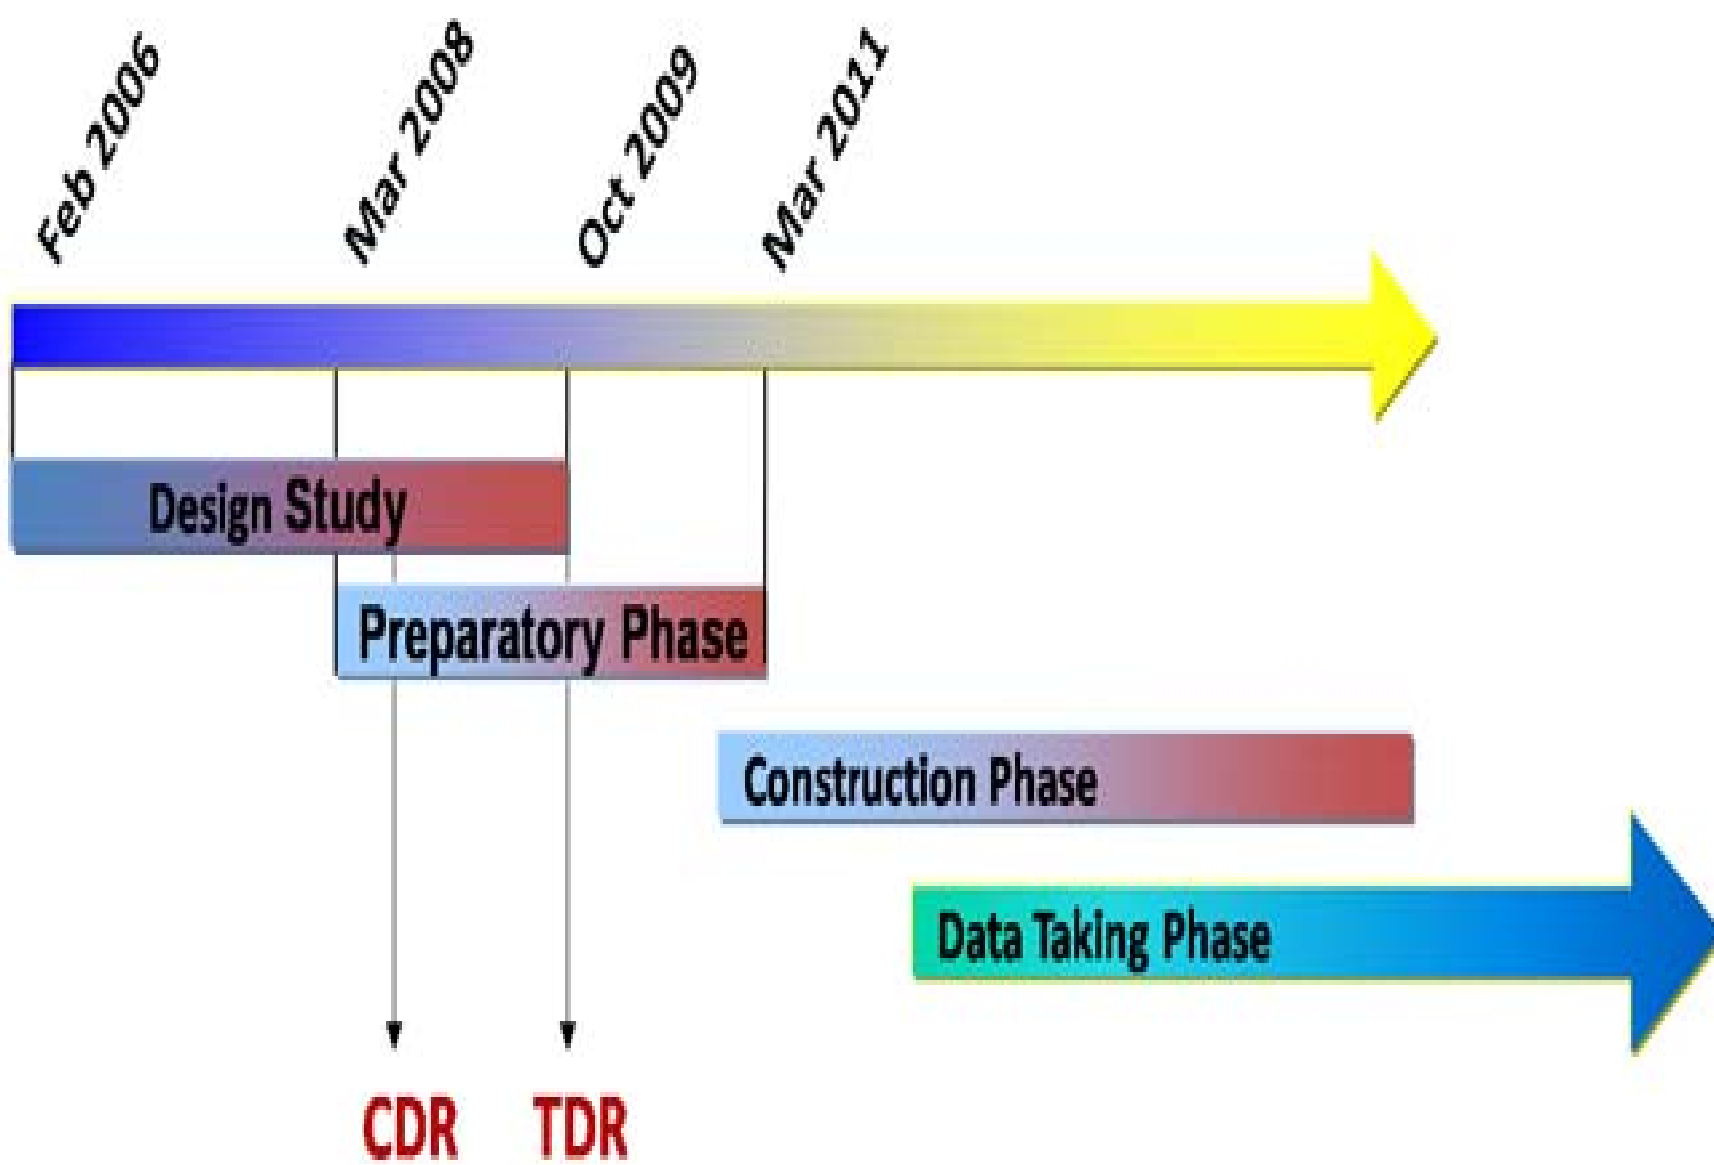 Feb 2006
Mar 2008
Oct 2009
Mar 2011
Design Study
Preparatory Phase
Construction Phase
Data Taking Phase
CDR
TDR